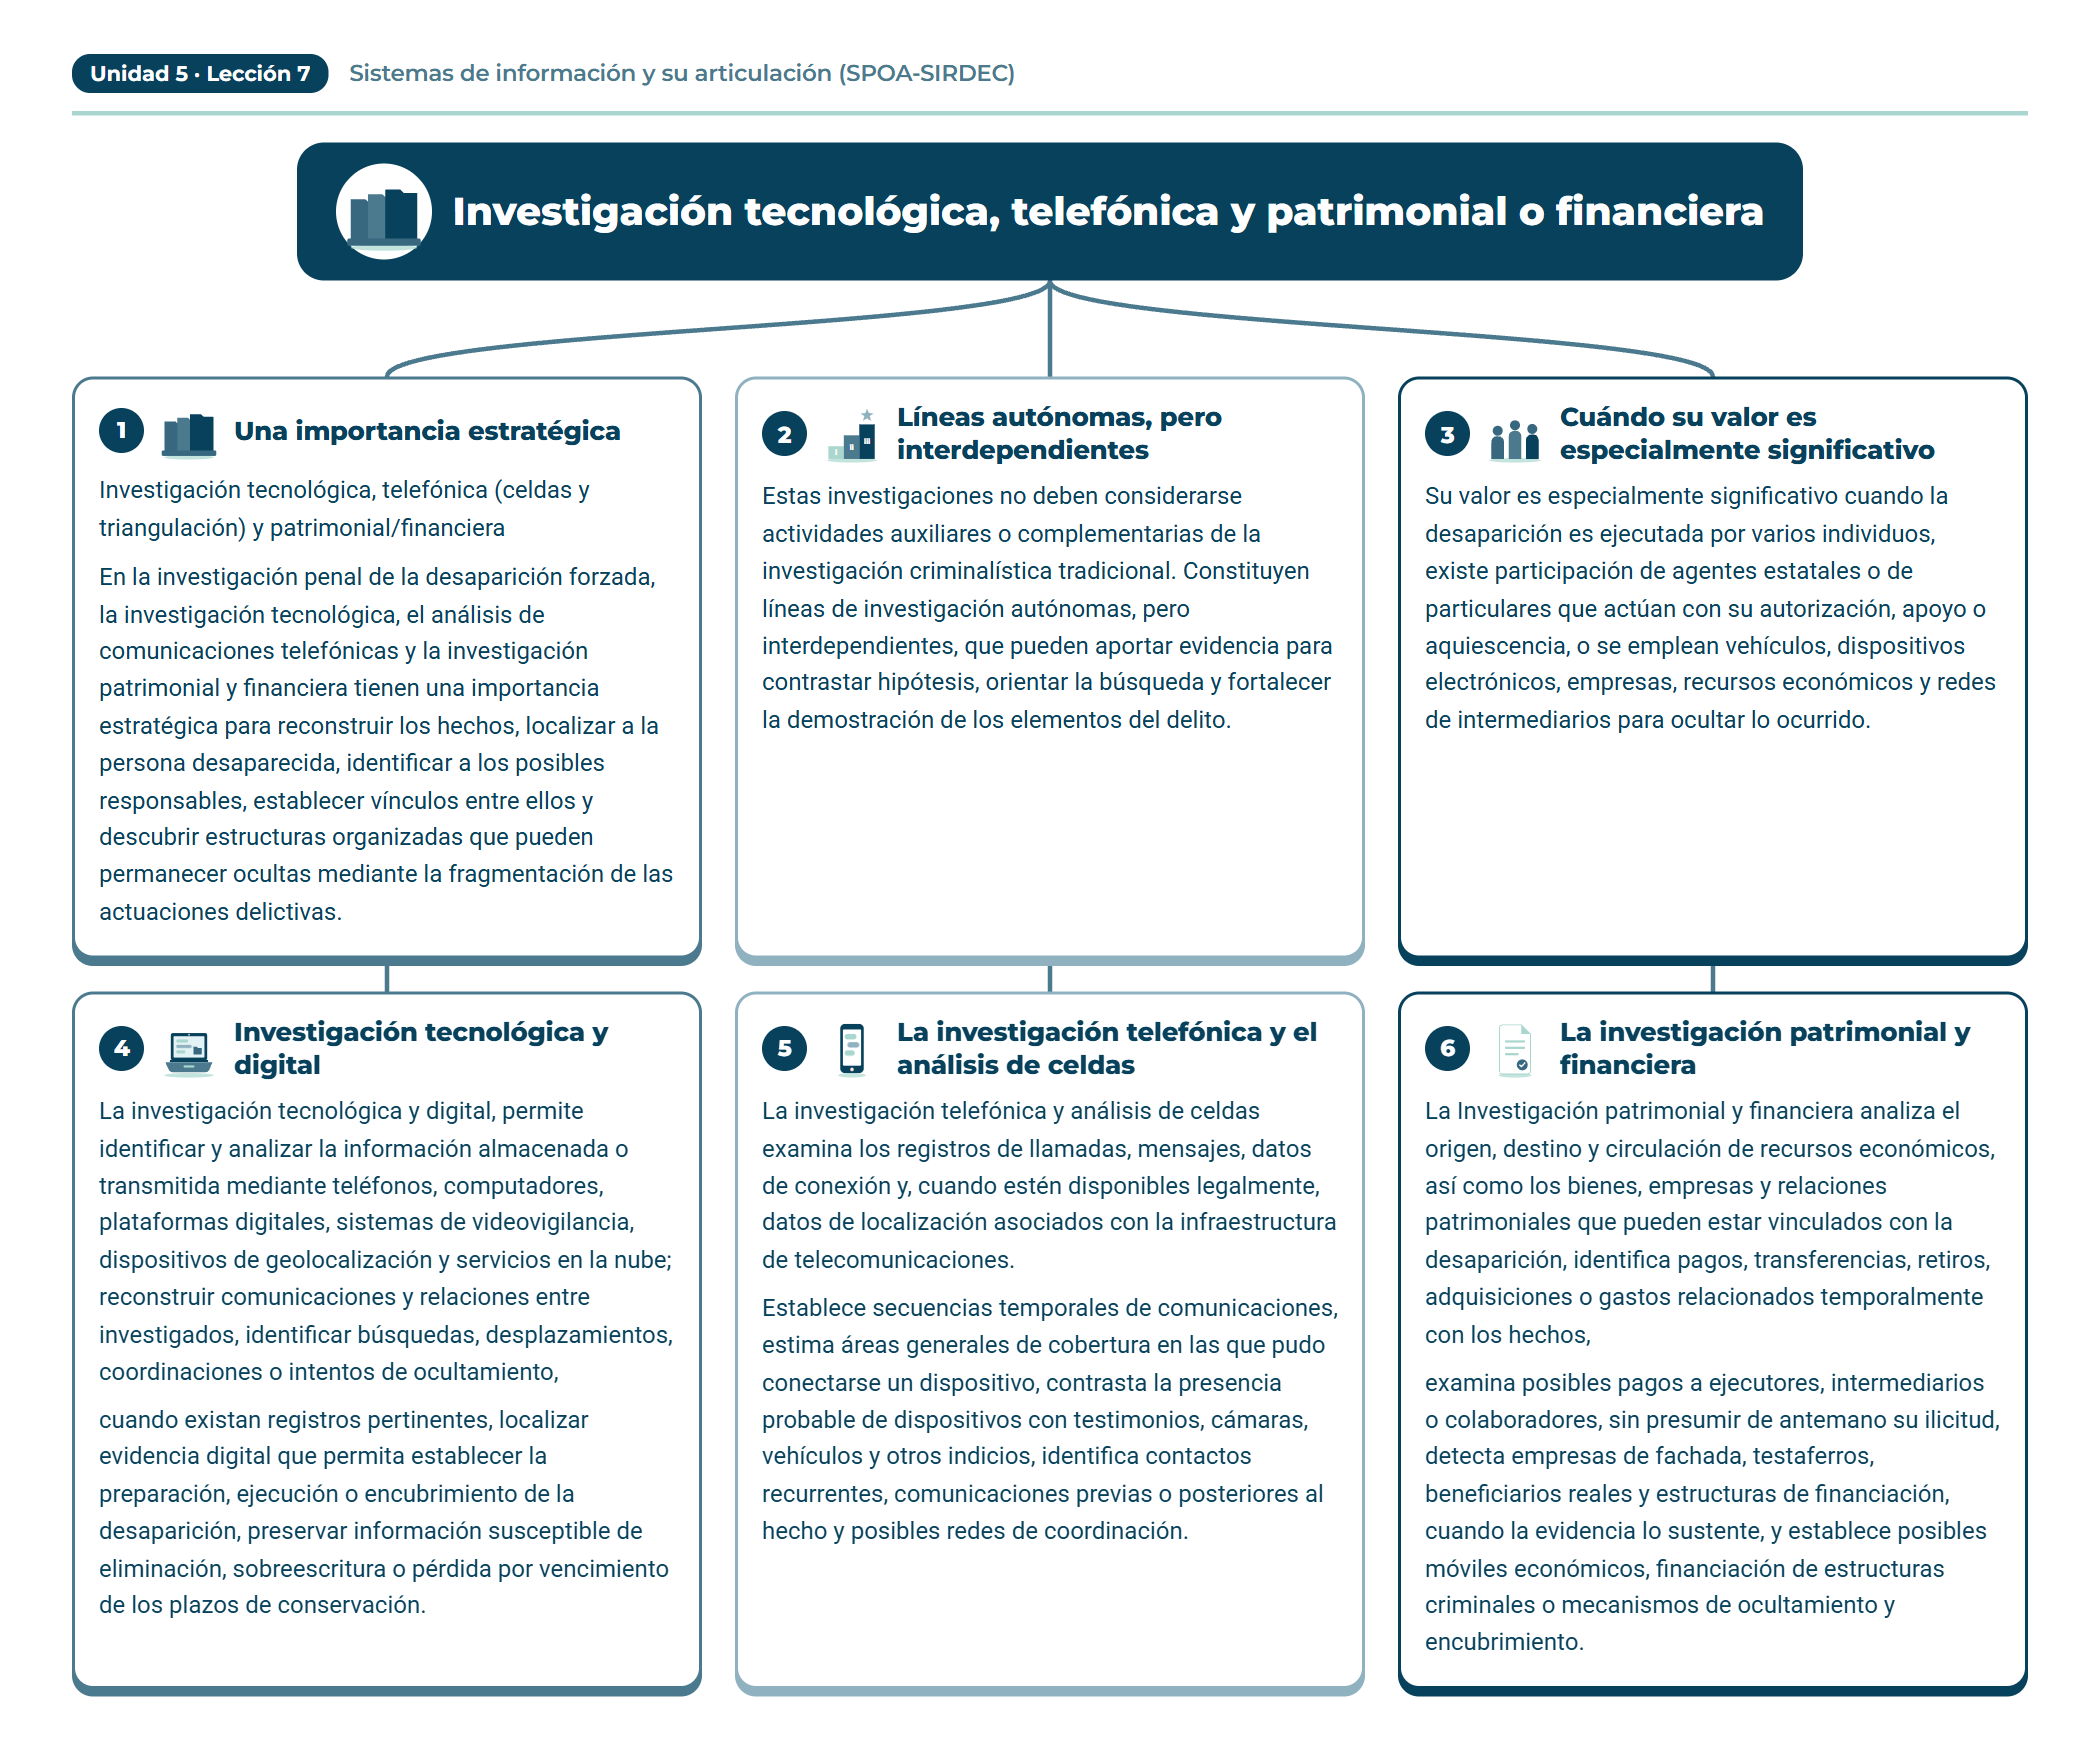 Unidad 5 · Lección 7
Sistemas de información y su articulación (SPOA-SIRDEC)
Investigación tecnológica, telefónica y patrimonial o financiera
1
Una importancia estratégica
Investigación tecnológica, telefónica (celdas y
triangulación) y patrimonial/financiera
En la investigación penal de la desaparición forzada,
la investigación tecnológica, el análisis de
comunicaciones telefónicas y la investigación
patrimonial y financiera tienen una importancia
estratégica para reconstruir los hechos, localizar a la
persona desaparecida, identificar a los posibles
responsables, establecer vínculos entre ellos y
descubrir estructuras organizadas que pueden
permanecer ocultas mediante la fragmentación de las
actuaciones delictivas.
2
I
II
III
Líneas autónomas, pero
interdependientes
Estas investigaciones no deben considerarse
actividades auxiliares o complementarias de la
investigación criminalística tradicional. Constituyen
líneas de investigación autónomas, pero
interdependientes, que pueden aportar evidencia para
contrastar hipótesis, orientar la búsqueda y fortalecer
la demostración de los elementos del delito.
3
Cuándo su valor es
especialmente significativo
Su valor es especialmente significativo cuando la
desaparición es ejecutada por varios individuos,
existe participación de agentes estatales o de
particulares que actúan con su autorización, apoyo o
aquiescencia, o se emplean vehículos, dispositivos
electrónicos, empresas, recursos económicos y redes
de intermediarios para ocultar lo ocurrido.
4
Investigación tecnológica y
digital
La investigación tecnológica y digital, permite
identificar y analizar la información almacenada o
transmitida mediante teléfonos, computadores,
plataformas digitales, sistemas de videovigilancia,
dispositivos de geolocalización y servicios en la nube;
reconstruir comunicaciones y relaciones entre
investigados, identificar búsquedas, desplazamientos,
coordinaciones o intentos de ocultamiento,
cuando existan registros pertinentes, localizar
evidencia digital que permita establecer la
preparación, ejecución o encubrimiento de la
desaparición, preservar información susceptible de
eliminación, sobreescritura o pérdida por vencimiento
de los plazos de conservación.
5
La investigación telefónica y el
análisis de celdas
La investigación telefónica y análisis de celdas
examina los registros de llamadas, mensajes, datos
de conexión y, cuando estén disponibles legalmente,
datos de localización asociados con la infraestructura
de telecomunicaciones.
Establece secuencias temporales de comunicaciones,
estima áreas generales de cobertura en las que pudo
conectarse un dispositivo, contrasta la presencia
probable de dispositivos con testimonios, cámaras,
vehículos y otros indicios, identifica contactos
recurrentes, comunicaciones previas o posteriores al
hecho y posibles redes de coordinación.
6
La investigación patrimonial y
financiera
La Investigación patrimonial y financiera analiza el
origen, destino y circulación de recursos económicos,
así como los bienes, empresas y relaciones
patrimoniales que pueden estar vinculados con la
desaparición, identifica pagos, transferencias, retiros,
adquisiciones o gastos relacionados temporalmente
con los hechos,
examina posibles pagos a ejecutores, intermediarios
o colaboradores, sin presumir de antemano su ilicitud,
detecta empresas de fachada, testaferros,
beneficiarios reales y estructuras de financiación,
cuando la evidencia lo sustente, y establece posibles
móviles económicos, financiación de estructuras
criminales o mecanismos de ocultamiento y
encubrimiento.